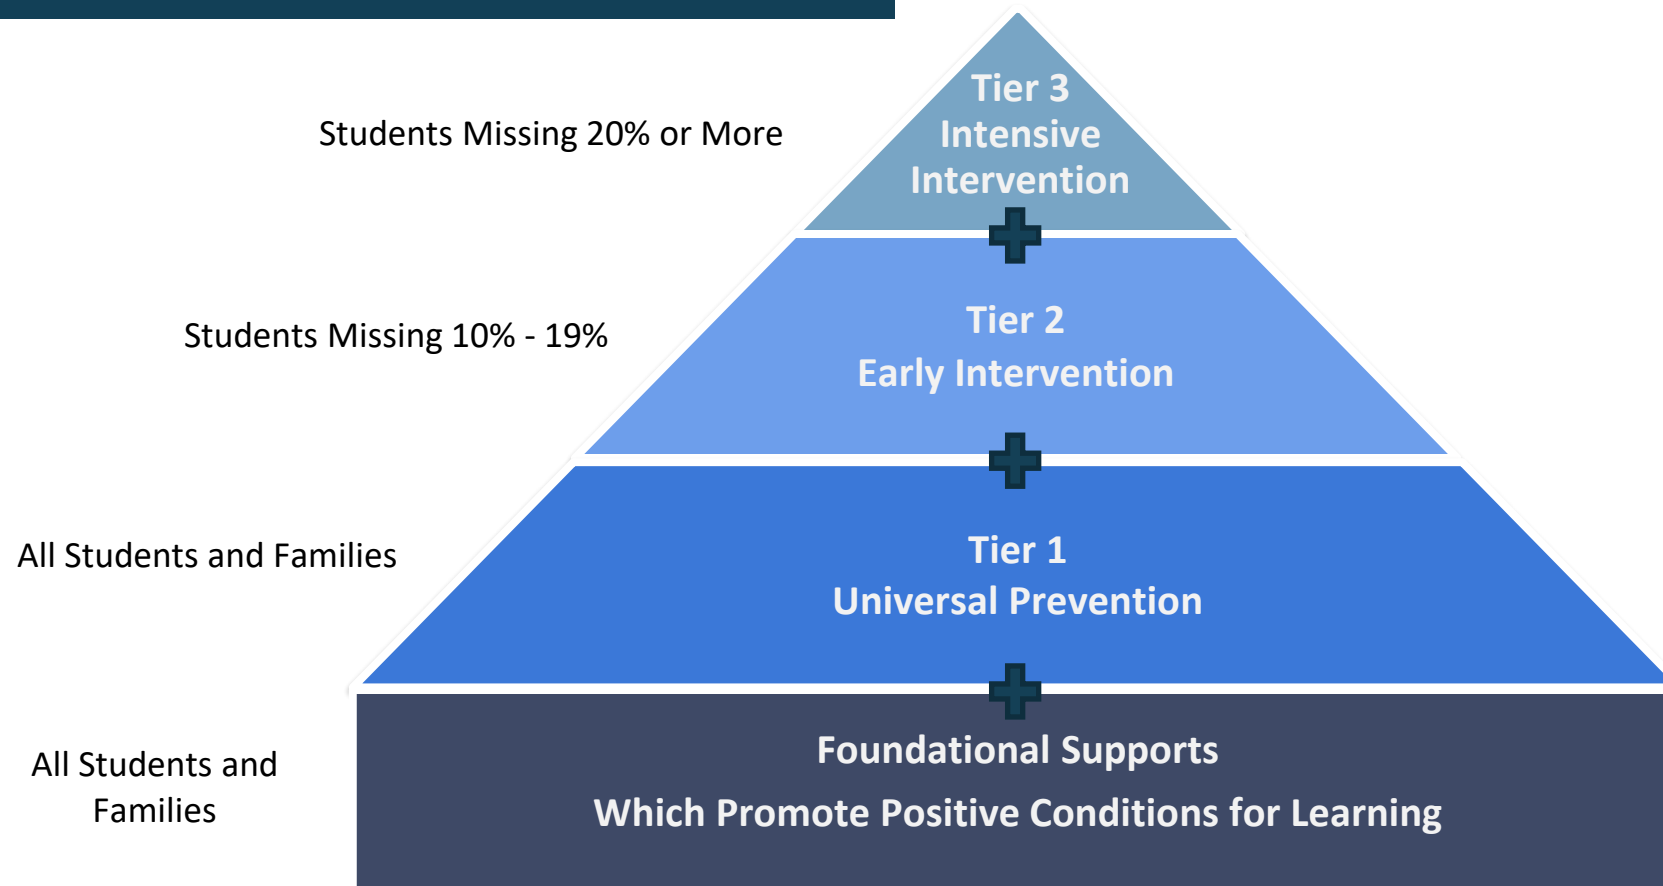 Students Missing 20% or More
Tier 3
Intensive
Intervention
Students Missing 10% - 19%
Tier 2
Early Intervention
All Students and Families
Tier 1
Universal Prevention
All Students and
Families
Foundational Supports
Which Promote Positive Conditions for Learning